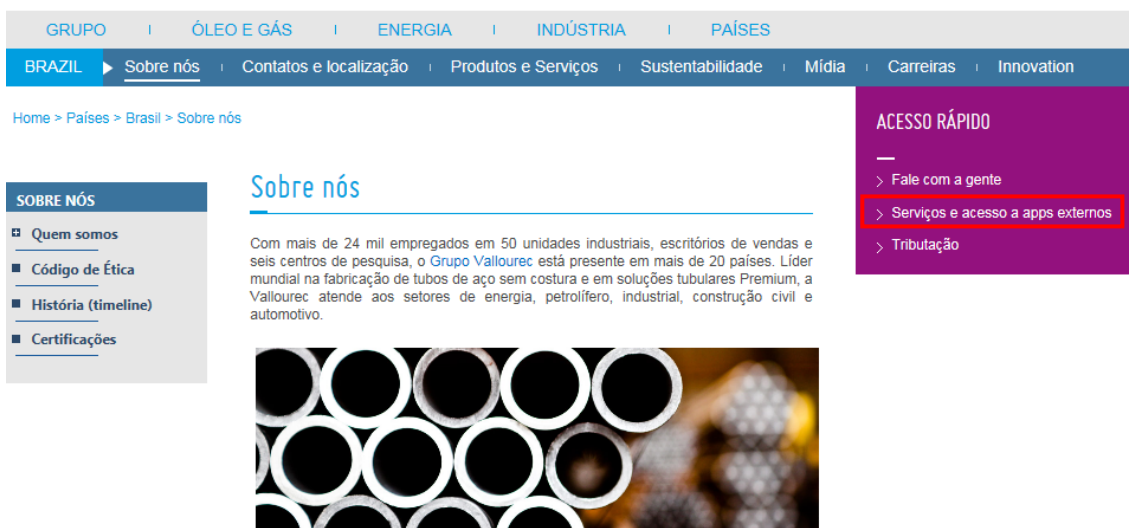 GRUPO ÓLEO E GÁS ENERGIA INDÚSTRIA PAÍSES
BRAZIL Sobre nós Contatos e localização Produtos e Serviços Sustentabilidade Mídia Carreiras Innovation
Home > Países > Brasil > Sobre nós
SOBRE NÓS
Quem somos
Código de Ética
História (timeline)
Certificações
Sobre nós
Com mais de 24 mil empregados em 50 unidades industriais, escritórios de vendas e
seis centros de pesquisa, o Grupo Vallourec está presente em mais de 20 países. Líder
mundial na fabricação de tubos de aço sem costura e em soluções tubulares Premium, a
Vallourec atende aos setores de energia, petrolífero, industrial, construção civil e
automotivo.
ACESSO RÁPIDO
> Fale com a gente
> Serviços e acesso a apps externos
> Tributação